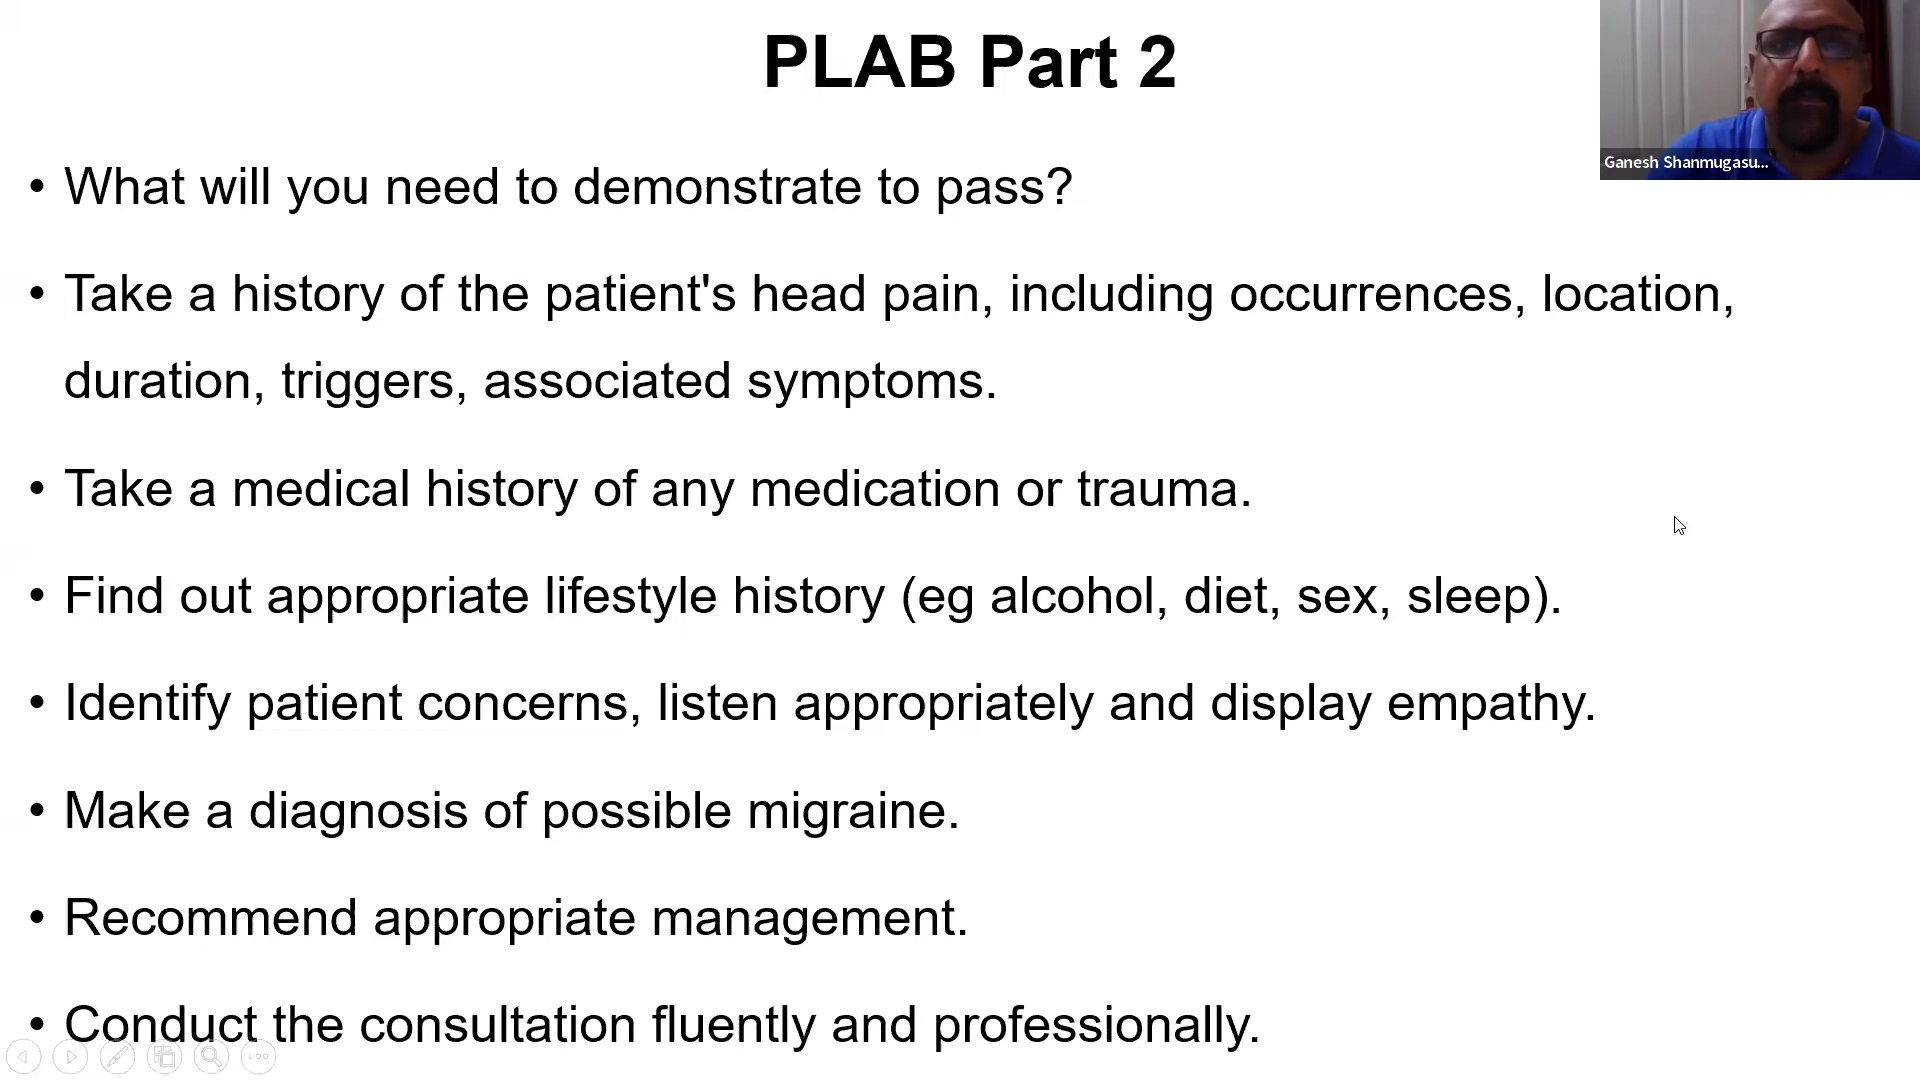 PLAB Part 2
Ganesh Shanmugasu...
• What will you need to demonstrate to pass?
• Take a history of the patient's head pain, including occurrences, location,
duration, triggers, associated symptoms.
• Take a medical history of any medication or trauma.
• Find out appropriate lifestyle history (eg alcohol, diet, sex, sleep).
• Identify patient concerns, listen appropriately and display empathy.
• Make a diagnosis of possible migraine.
• Recommend appropriate management.
• Conduct the consultation fluently and professionally.